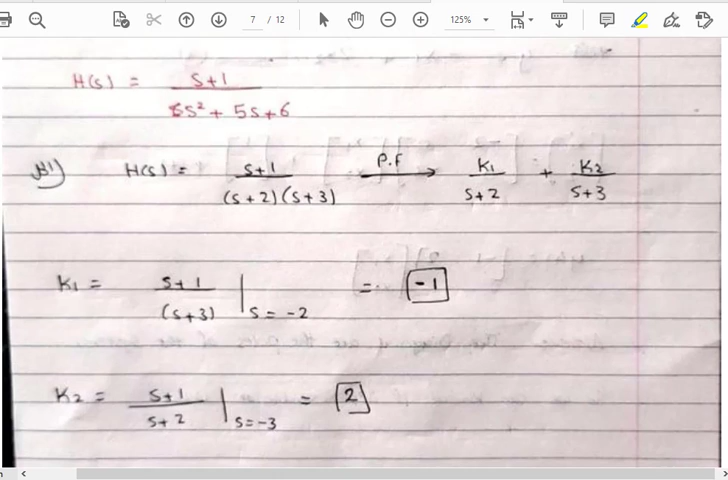 7 / 12
125%
H(s) = s+1
s² + 5s+6
H(s) = s+1 P.F K₁ + K₂
(s+2)(s+3) s+2 s+3
K₁ = s+1 | = -1
(s+3) s = -2
K₂ = s+1 | = 2
s+2 s=-3